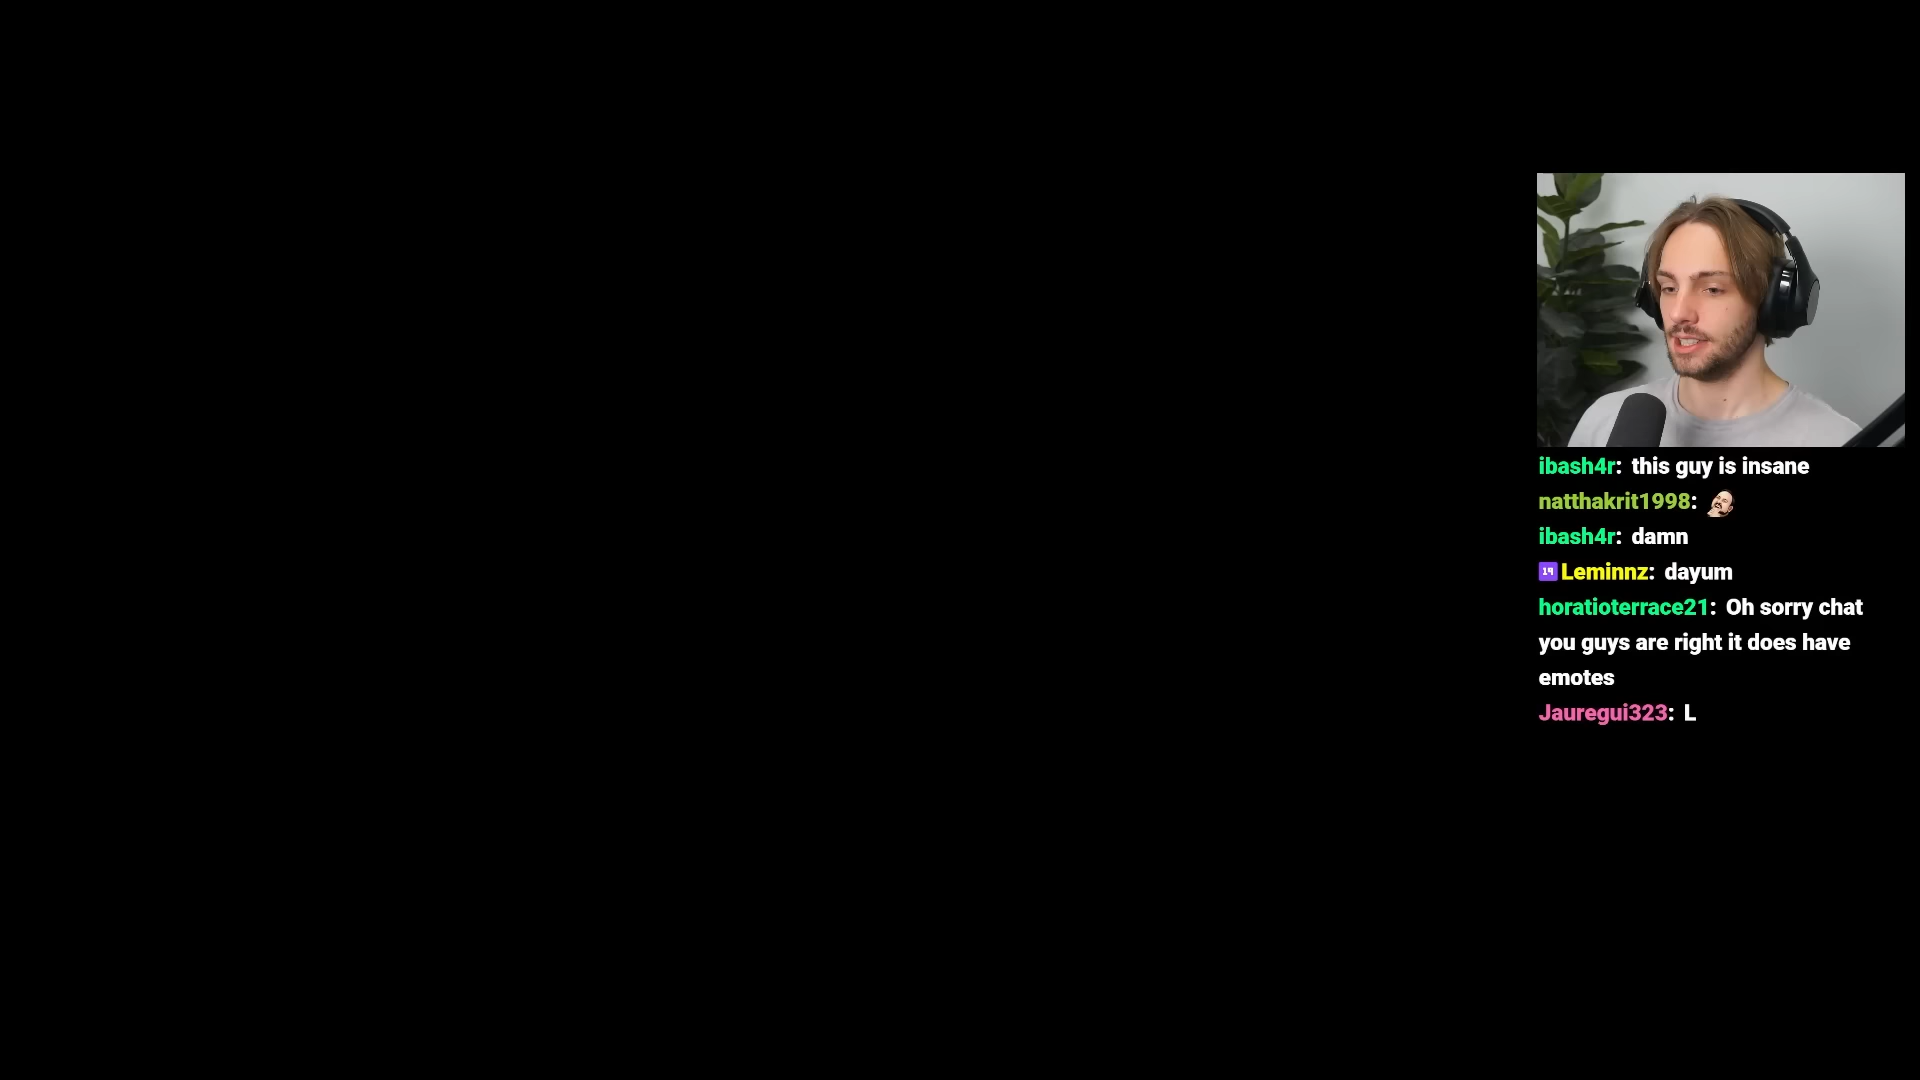 ibash4r: this guy is insane
natthakrit1998:
ibash4r: damn
19 Leminnz: dayum
horatioterrace21: Oh sorry chat
you guys are right it does have
emotes
Jauregui323: L